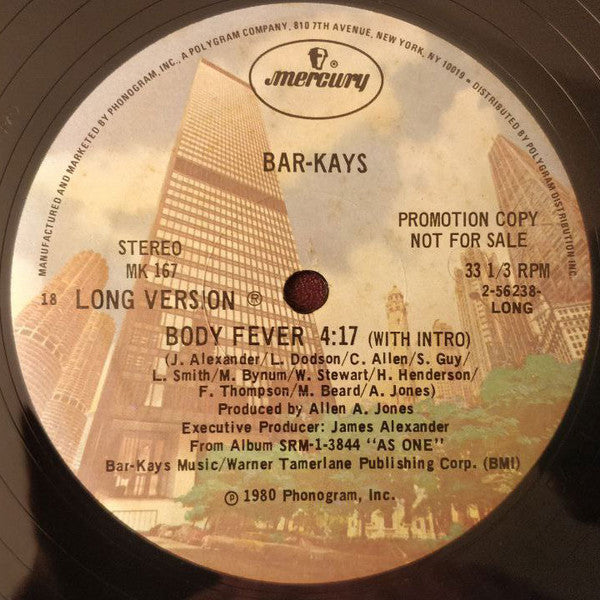 MANUFACTURED AND MARKETED BY PHONOGRAM, INC., A POLYGRAM COMPANY, 810 7TH AVENUE, NEW YORK, N.Y. 10019 • DISTRIBUTED BY POLYGRAM DISTRIBUTION INC.
®
mercury
BAR-KAYS
PROMOTION COPY
NOT FOR SALE
STEREO
MK 167
33 1/3 RPM
2-56238-
LONG
18 LONG VERSION ®
BODY FEVER 4:17 (WITH INTRO)
(J. Alexander/L. Dodson/C. Allen/S. Guy/
L. Smith/M. Bynum/W. Stewart/H. Henderson/
F. Thompson/M. Beard/A. Jones)
Produced by Allen A. Jones
Executive Producer: James Alexander
From Album SRM-1-3844 "AS ONE"
Bar-Kays Music/Warner Tamerlane Publishing Corp. (BMI)
℗ 1980 Phonogram, Inc.